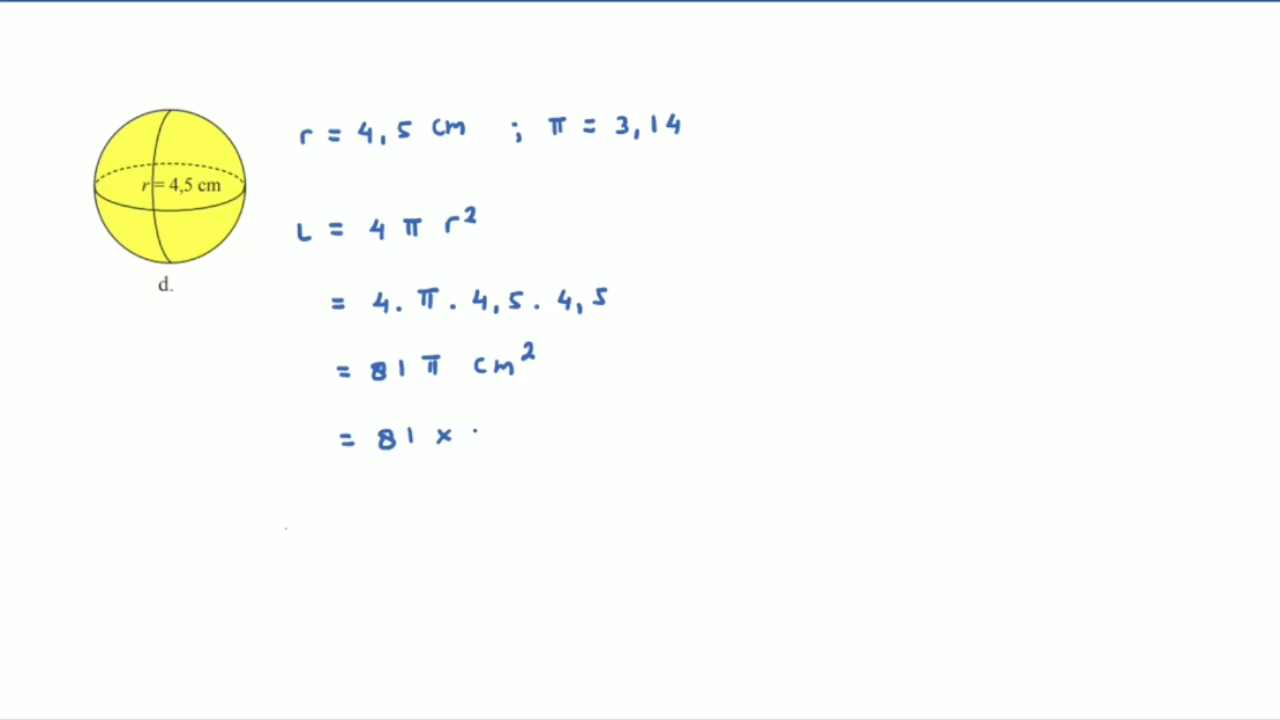 r = 4,5 cm ; π = 3,14
r = 4,5 cm
L = 4 π r²
d.
= 4 . π . 4,5 . 4,5
= 81 π cm²
= 81 x